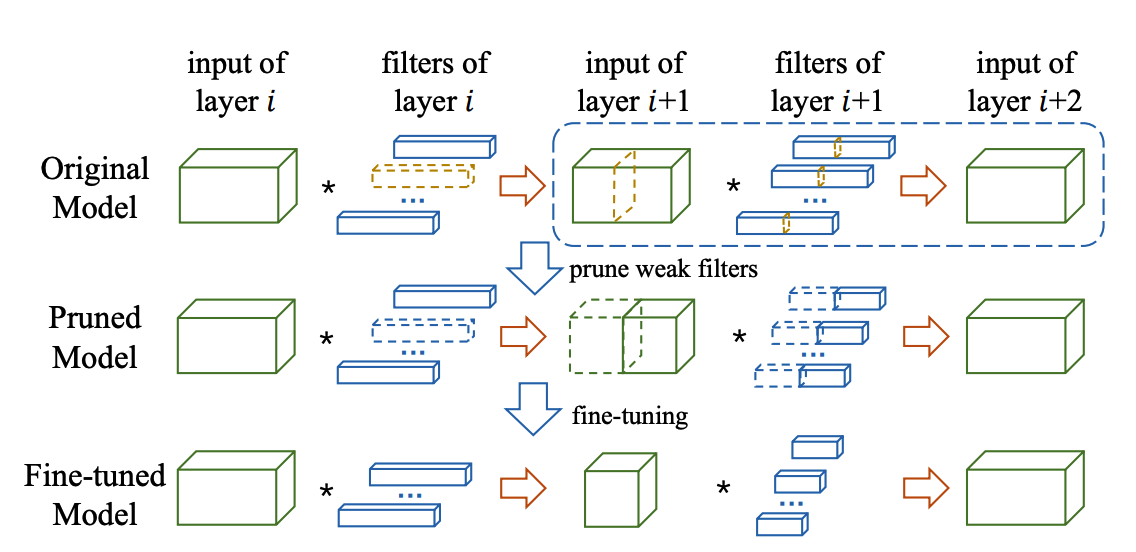 input of
layer i
filters of
layer i
input of
layer i+1
filters of
layer i+1
input of
layer i+2
Original
Model
*
...
*
...
prune weak filters
Pruned
Model
*
...
*
...
fine-tuning
Fine-tuned
Model
*
...
*
...